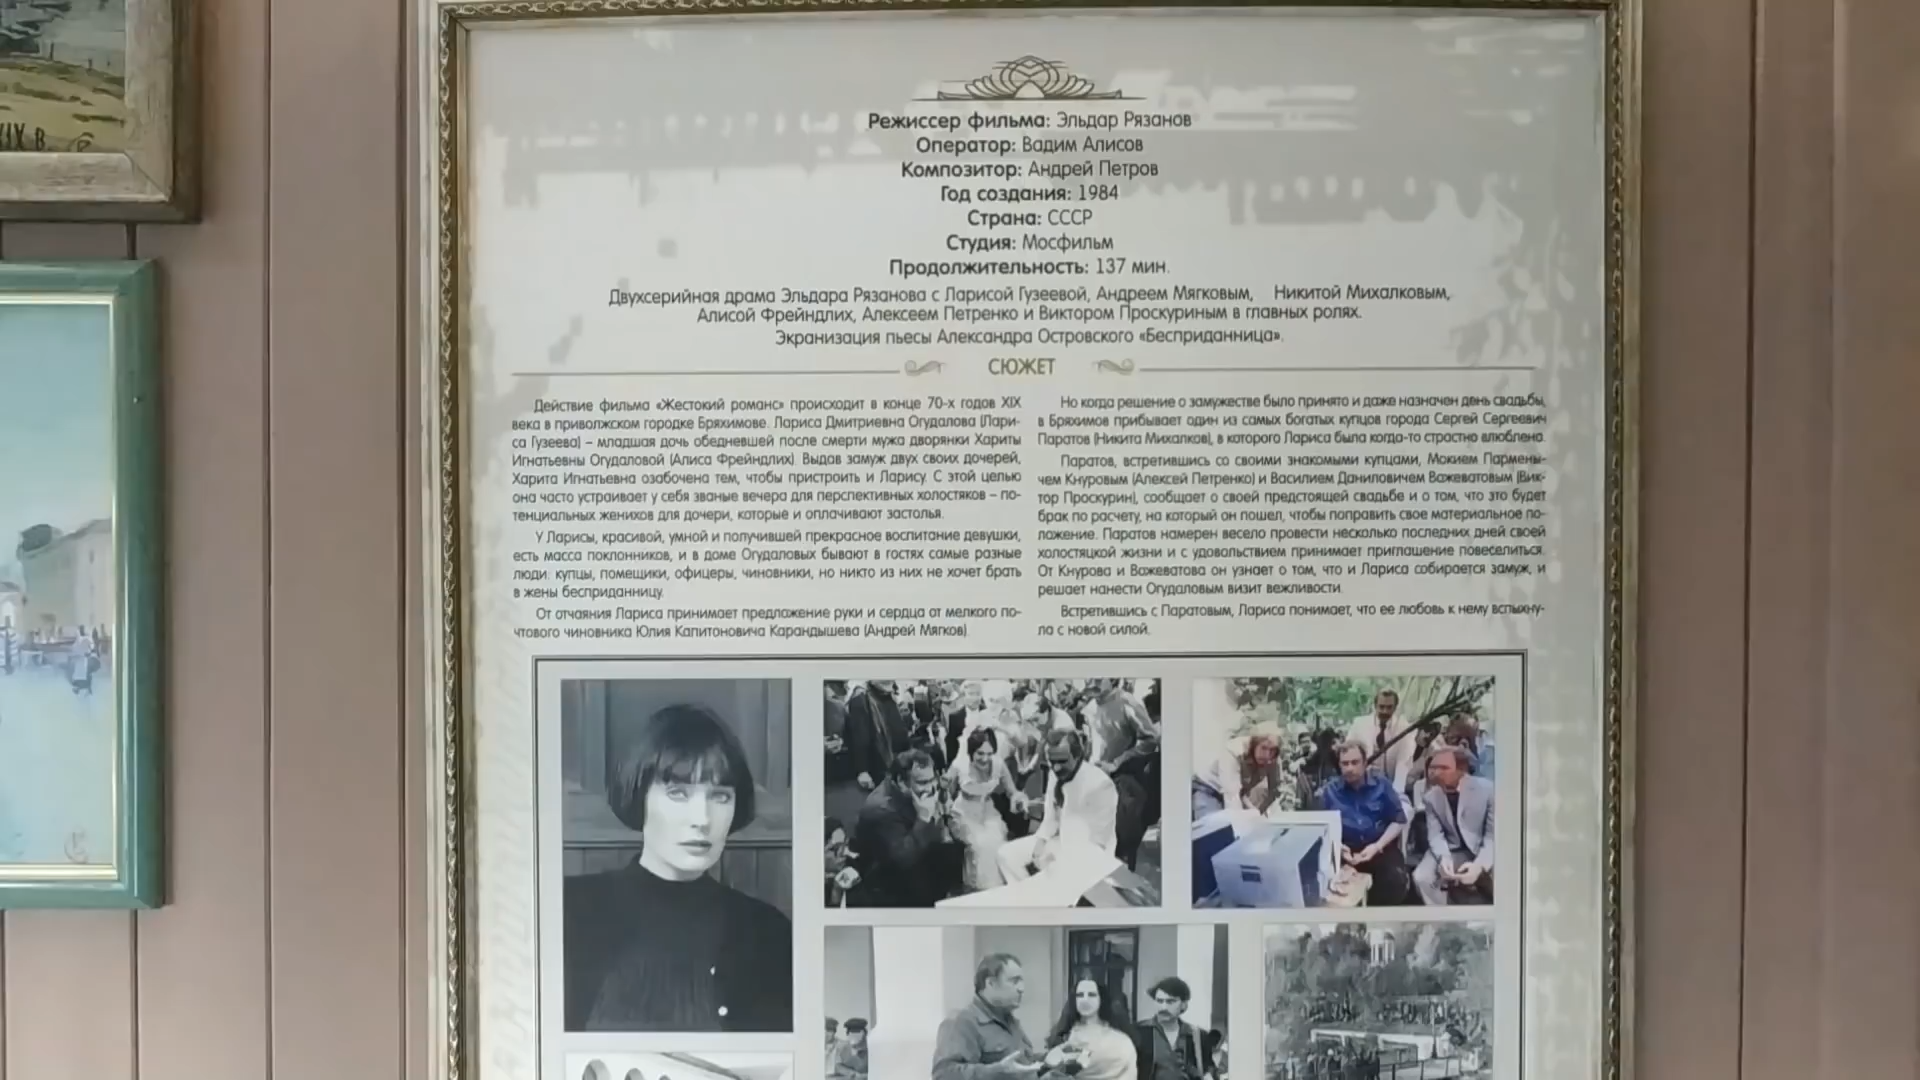 XIX В.
Режиссер фильма: Эльдар Рязанов
Оператор: Вадим Алисов
Композитор: Андрей Петров
Год создания: 1984
Страна: СССР
Студия: Мосфильм
Продолжительность: 137 мин.
Двухсерийная драма Эльдара Рязанова с Ларисой Гузеевой, Андреем Мягковым, Никитой Михалковым,
Алисой Фрейндлих, Алексеем Петренко и Виктором Проскуриным в главных ролях.
Экранизация пьесы Александра Островского «Бесприданница».
СЮЖЕТ
Действие фильма «Жестокий романс» происходит в конце 70-х годов XIX
века в приволжском городке Бряхимове. Лариса Дмитриевна Огудалова (Лари-
са Гузеева) – младшая дочь обедневшей после смерти мужа дворянки Хариты
Игнатьевны Огудаловой (Алиса Фрейндлих). Выдав замуж двух своих дочерей,
Харита Игнатьевна озабочена тем, чтобы пристроить и Ларису. С этой целью
она часто устраивает у себя званые вечера для перспективных холостяков – по-
тенциальных женихов для дочери, которые и оплачивают застолья.
У Ларисы, красивой, умной и получившей прекрасное воспитание девушки,
есть масса поклонников, и в доме Огудаловых бывают в гостях самые разные
люди: купцы, помещики, офицеры, чиновники, но никто из них не хочет брать
в жены бесприданницу.
От отчаяния Лариса принимает предложение руки и сердца от мелкого по-
чтового чиновника Юлия Капитоновича Карандышева (Андрей Мягков).
Но когда решение о замужестве было принято и даже назначен день свадьбы,
в Бряхимов прибывает один из самых богатых купцов города Сергей Сергеевич
Паратов (Никита Михалков), в которого Лариса была когда-то страстно влюблена.
Паратов, встретившись со своими знакомыми купцами, Мокием Пармены-
чем Кнуровым (Алексей Петренко) и Василием Даниловичем Вожеватовым (Вик-
тор Проскурин), сообщает о своей предстоящей свадьбе и о том, что это будет
брак по расчету, на который он пошел, чтобы поправить свое материальное по-
ложение. Паратов намерен весело провести несколько последних дней своей
холостяцкой жизни и с удовольствием принимает приглашение повеселиться.
От Кнурова и Вожеватова он узнает о том, что и Лариса собирается замуж, и
решает нанести Огудаловым визит вежливости.
Встретившись с Паратовым, Лариса понимает, что ее любовь к нему вспыхну-
ла с новой силой.